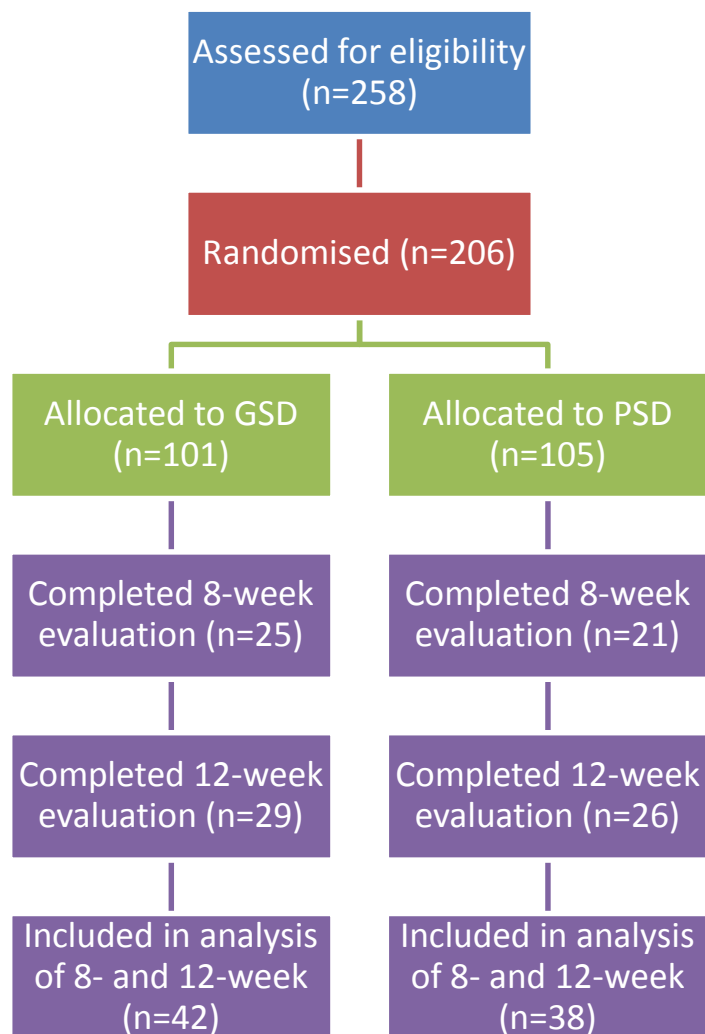 Assessed for eligibility
(n=258)
Randomised (n=206)
Allocated to GSD
(n=101)
Allocated to PSD
(n=105)
Completed 8-week
evaluation (n=25)
Completed 8-week
evaluation (n=21)
Completed 12-week
evaluation (n=29)
Completed 12-week
evaluation (n=26)
Included in analysis
of 8- and 12-week
(n=42)
Included in analysis
of 8- and 12-week
(n=38)